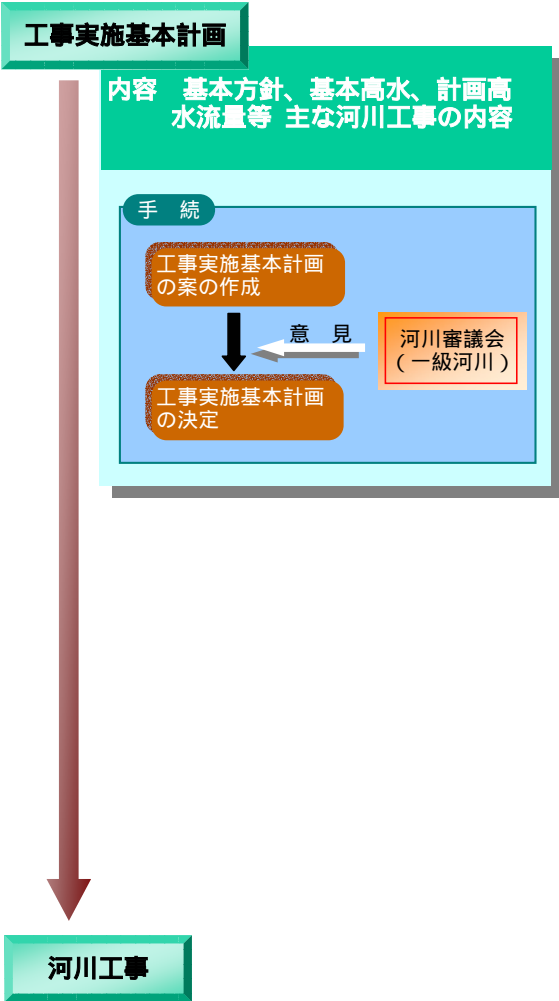 工事実施基本計画
内容　基本方針、基本高水、計画高
水流量等 主な河川工事の内容
手　続
工事実施基本計画
の案の作成
意　見
河川審議会
（一級河川）
工事実施基本計画
の決定
河川工事